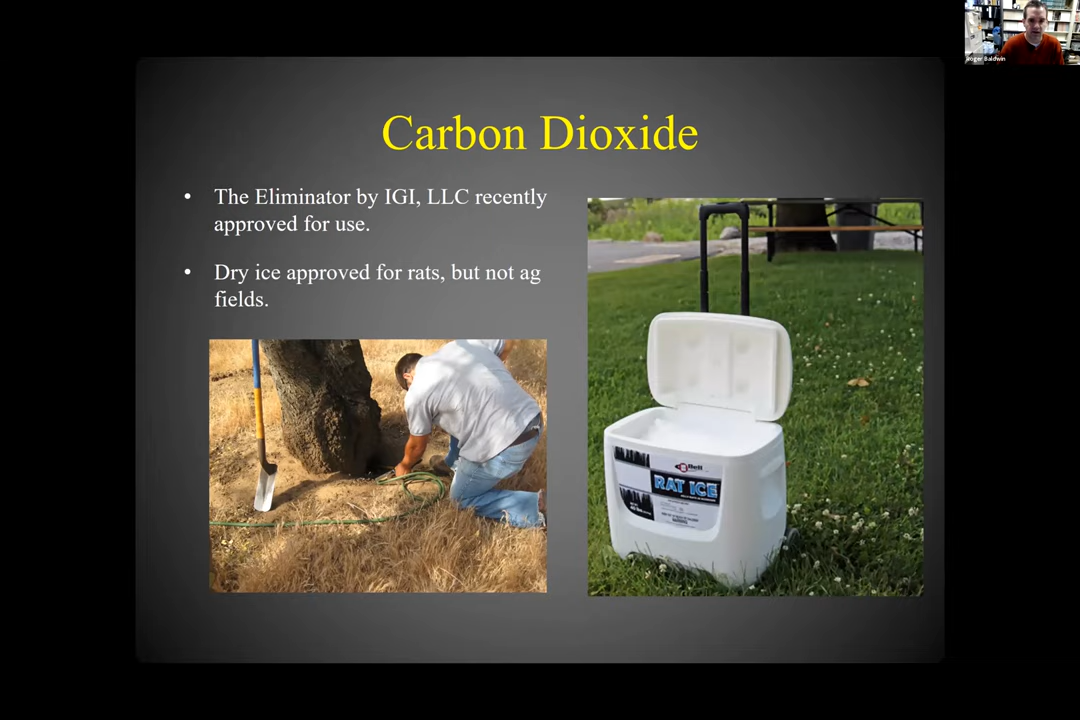 Roger Baldwin
Carbon Dioxide
• The Eliminator by IGI, LLC recently
approved for use.
• Dry ice approved for rats, but not ag
fields.
Bell
RAT ICE